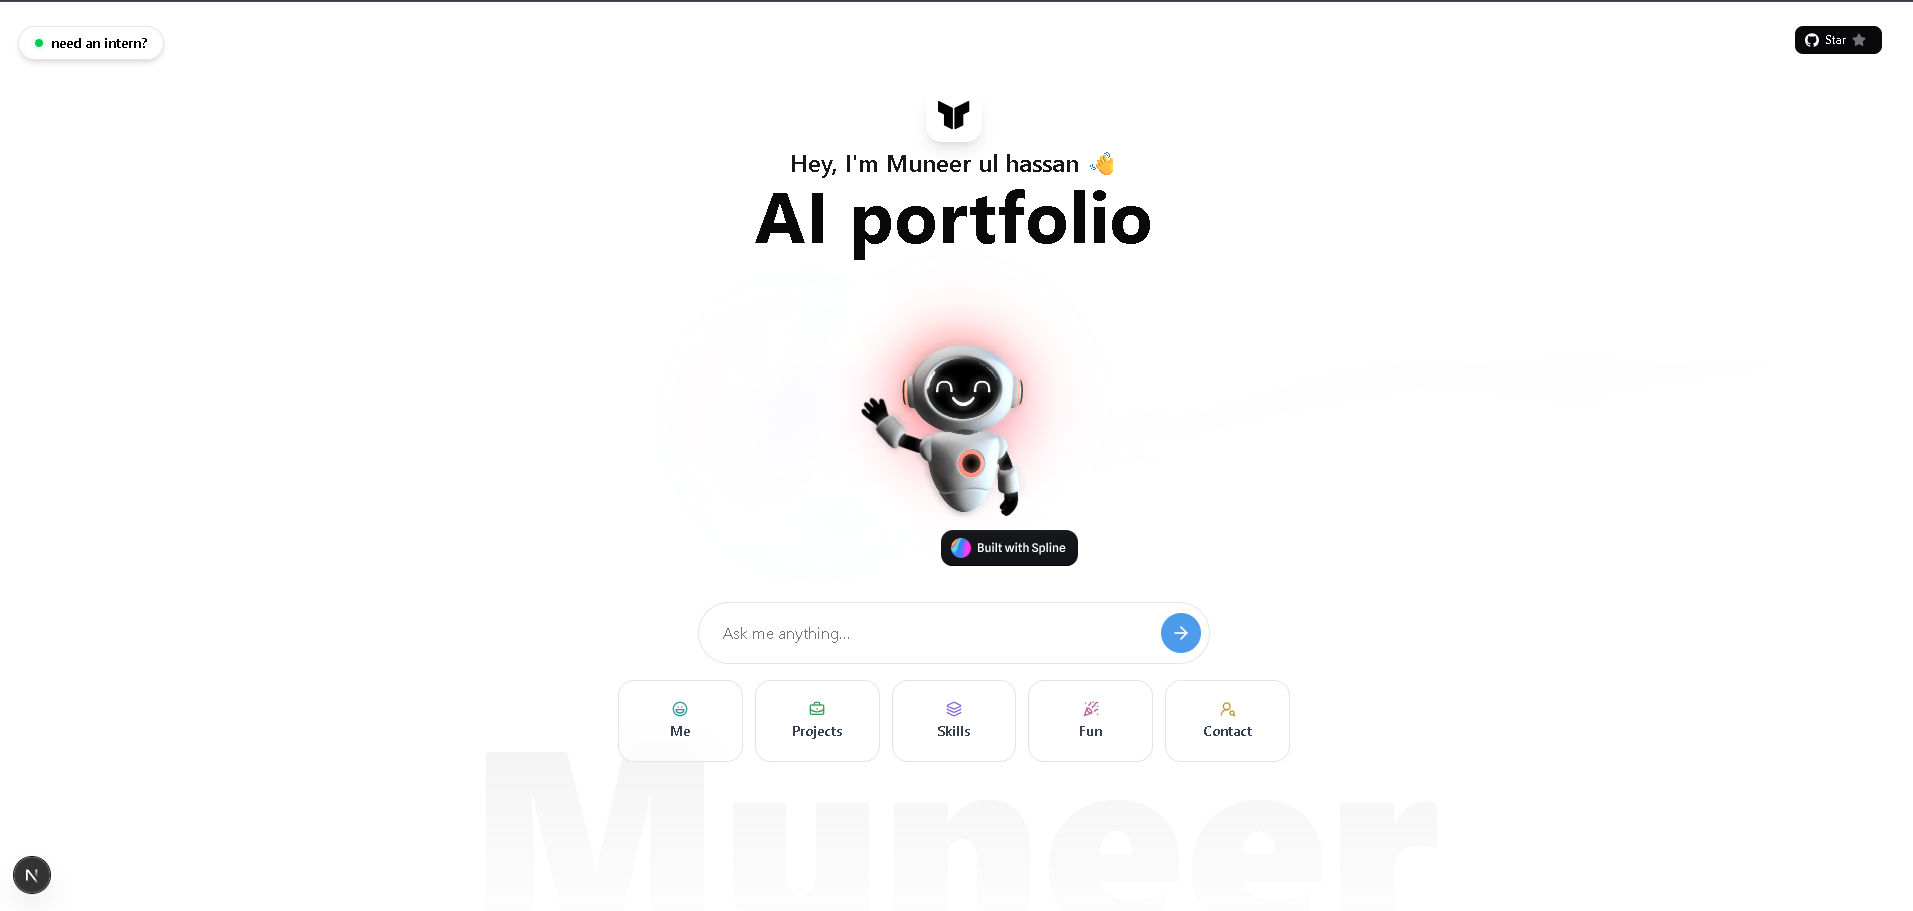 need an intern?
Star
Hey, I'm Muneer ul hassan 👋
AI portfolio
Built with Spline
Ask me anything...
Me
Projects
Skills
Fun
Contact
Muneer
N